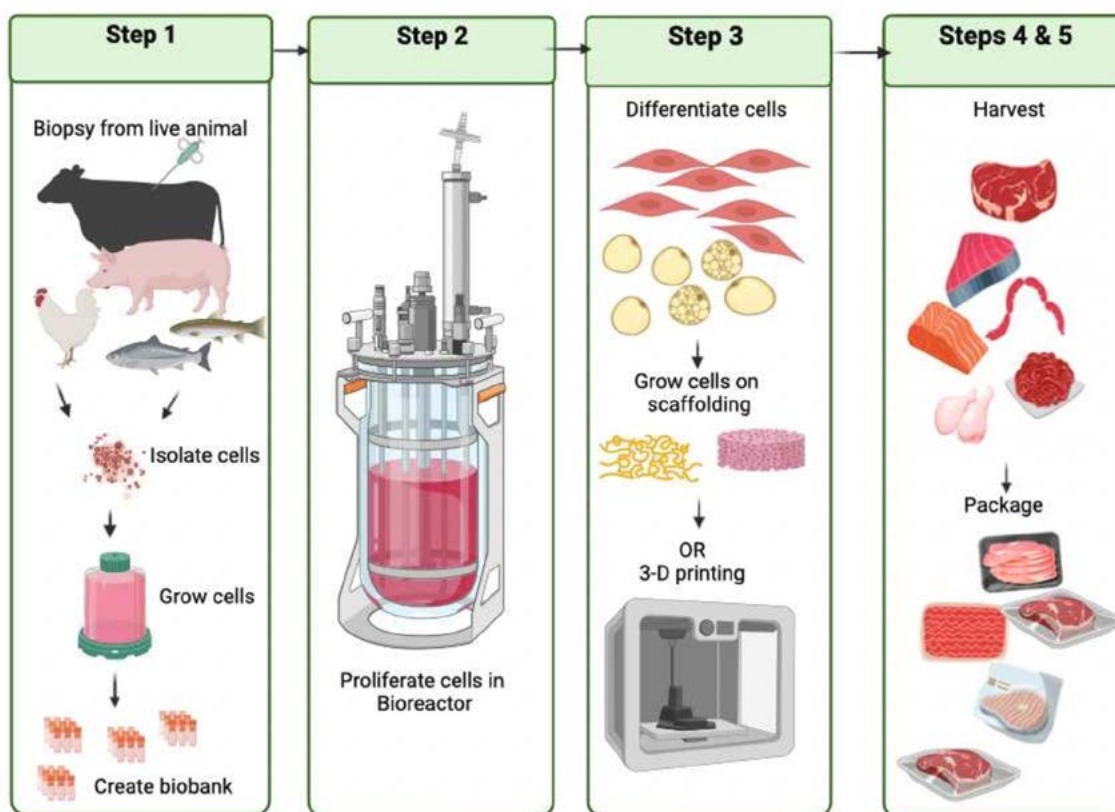 Step 1
Biopsy from live animal
Isolate cells
Grow cells
Create biobank
Step 2
Proliferate cells in
Bioreactor
Step 3
Differentiate cells
Grow cells on
scaffolding
OR
3-D printing
Steps 4 & 5
Harvest
Package